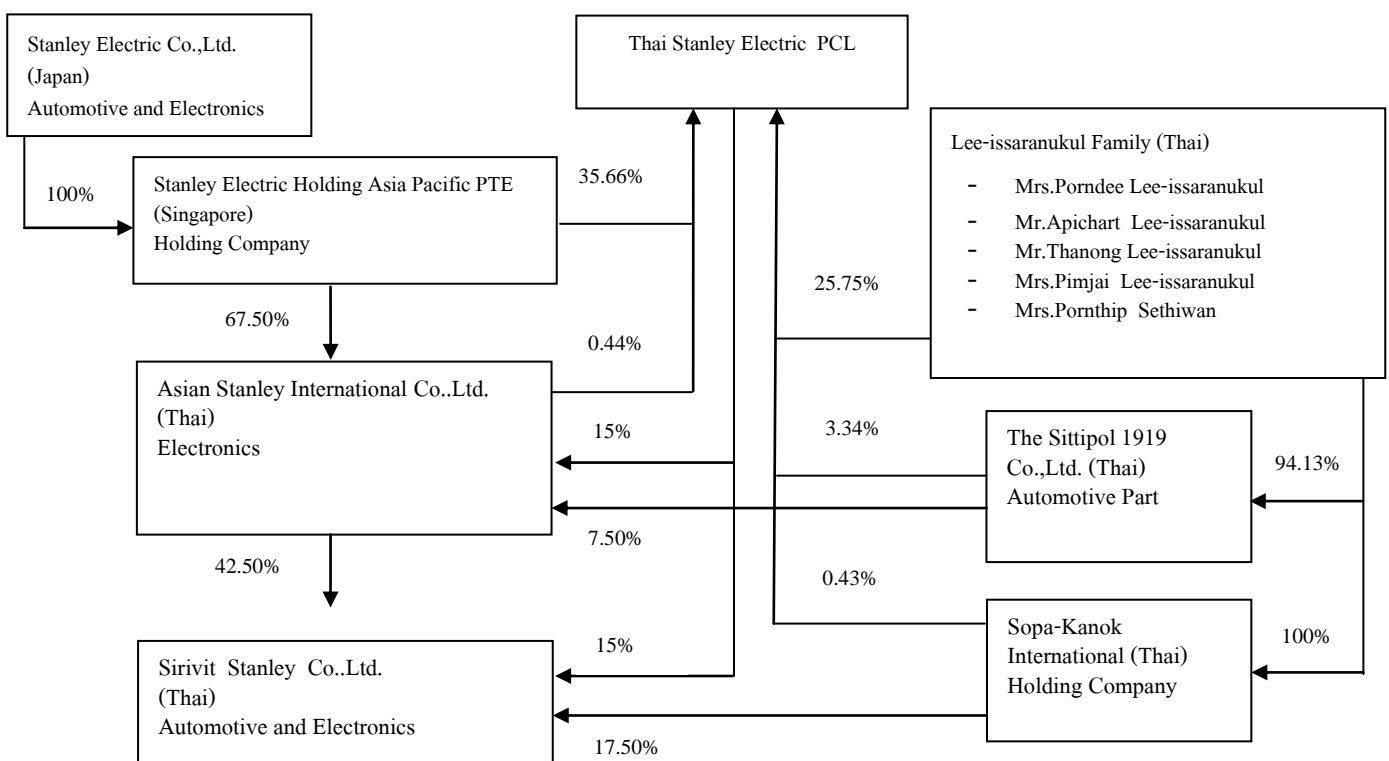 Stanley Electric Co.,Ltd.
(Japan)
Automotive and Electronics
Thai Stanley Electric PCL
100%
Stanley Electric Holding Asia Pacific PTE
(Singapore)
Holding Company
35.66%
Lee-issaranukul Family (Thai)
- Mrs.Porndee Lee-issaranukul
- Mr.Apichart Lee-issaranukul
- Mr.Thanong Lee-issaranukul
- Mrs.Pimjai Lee-issaranukul
- Mrs.Pornthip Sethiwan
25.75%
67.50%
0.44%
Asian Stanley International Co..Ltd.
(Thai)
Electronics
15%
3.34%
The Sittipol 1919
Co.,Ltd. (Thai)
Automotive Part
94.13%
7.50%
42.50%
0.43%
Sopa-Kanok
International (Thai)
Holding Company
100%
15%
Sirivit Stanley Co..Ltd.
(Thai)
Automotive and Electronics
17.50%